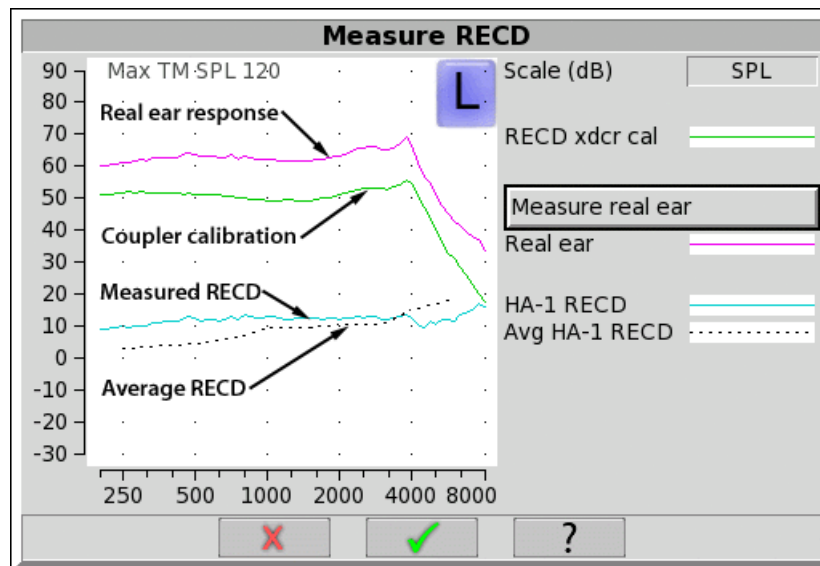 Measure RECD
Max TM SPL 120
L
Scale (dB)
SPL
Real ear response
RECD xdcr cal
Measure real ear
Coupler calibration
Real ear
Measured RECD
HA-1 RECD
Avg HA-1 RECD
Average RECD
90
80
70
60
50
40
30
20
10
0
-10
-20
-30
250 500 1000 2000 4000 8000
X
?